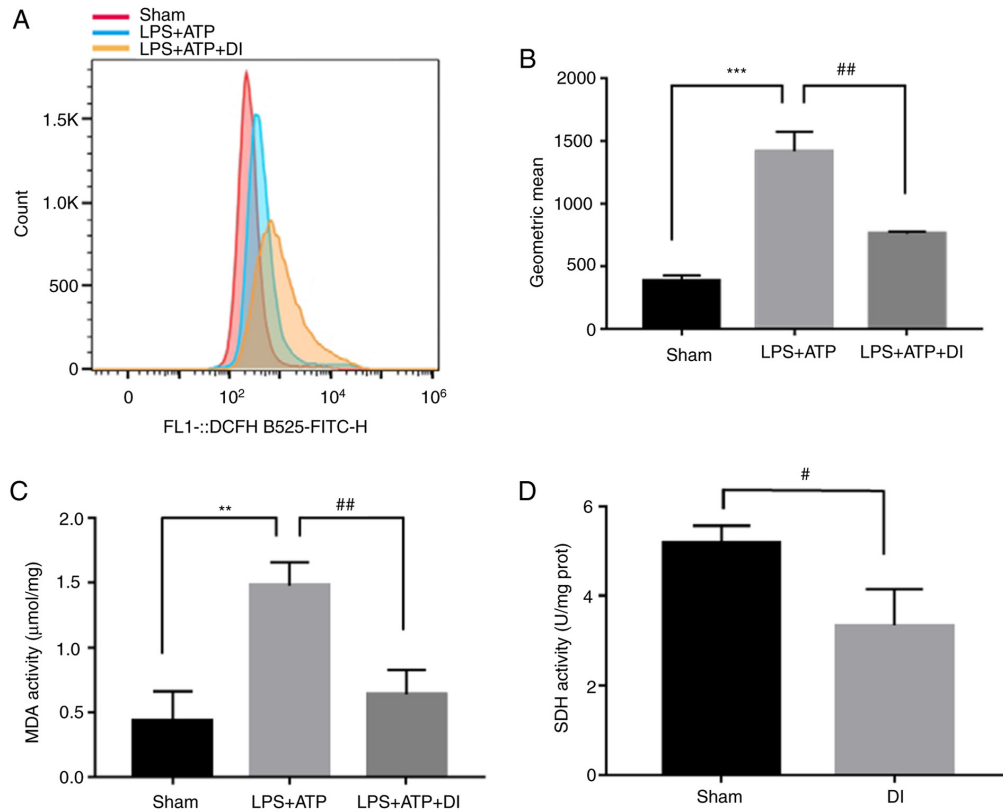 A
Sham
LPS+ATP
LPS+ATP+DI
1.5K
1.0K
500
0
Count
0 10² 10³ 10⁴ 10⁶
FL1-::DCFH B525-FITC-H
B
*** ##
2000
1500
1000
500
0
Geometric mean
Sham LPS+ATP LPS+ATP+DI
C
** ##
2.0
1.5
1.0
0.5
0.0
MDA activity (μmol/mg)
Sham LPS+ATP LPS+ATP+DI
D
#
6
4
2
0
SDH activity (U/mg prot)
Sham DI